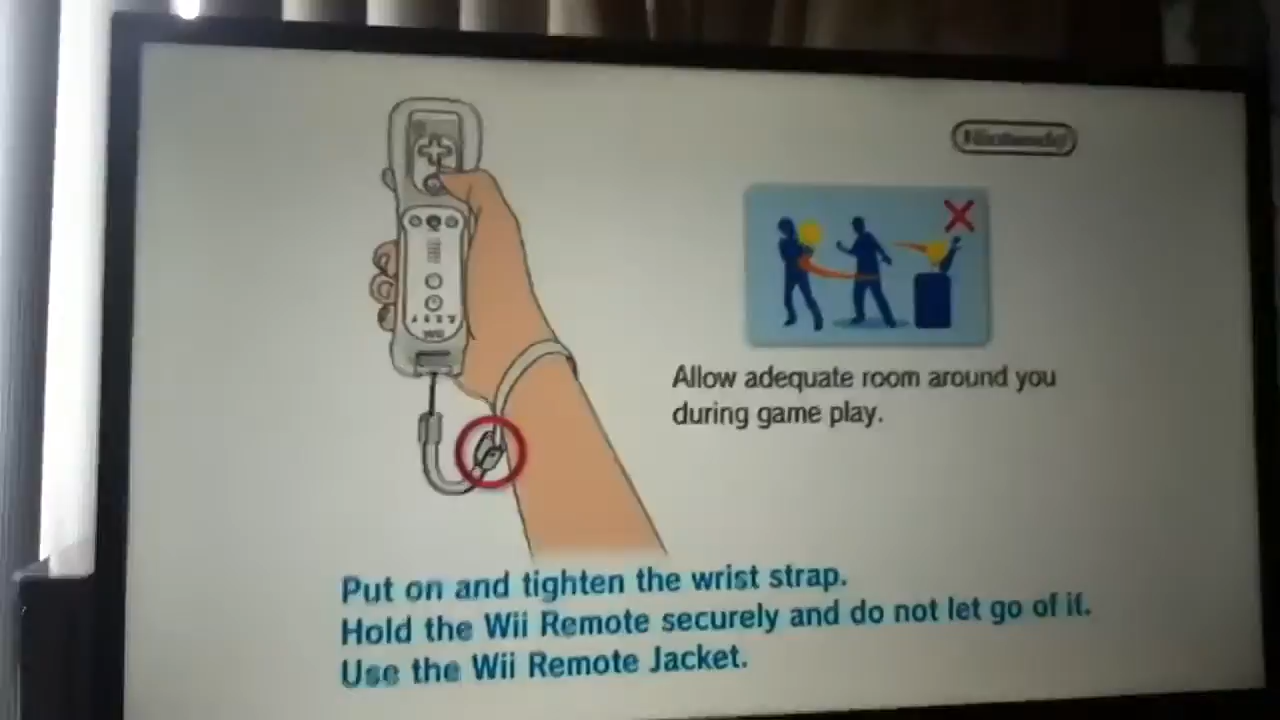 Nintendo
Allow adequate room around you
during game play.
Put on and tighten the wrist strap.
Hold the Wii Remote securely and do not let go of it.
Use the Wii Remote Jacket.